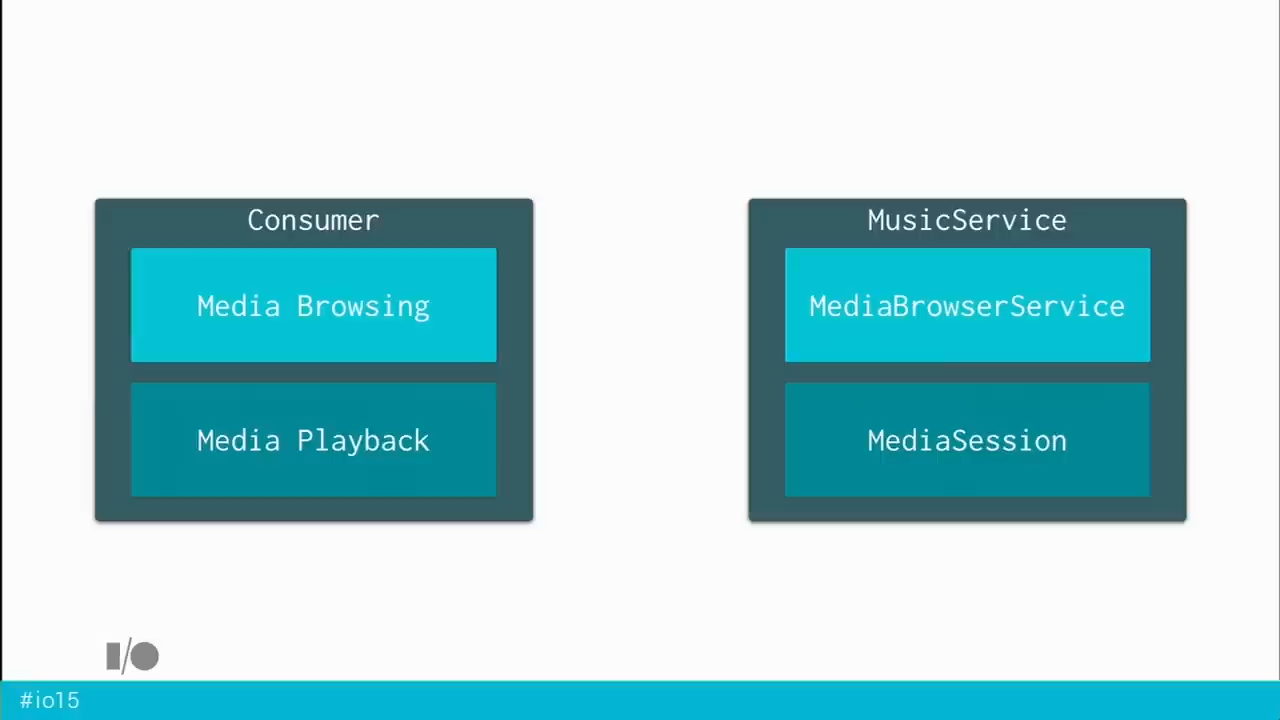 Consumer
Media Browsing
Media Playback
MusicService
MediaBrowserService
MediaSession
I/O
#io15